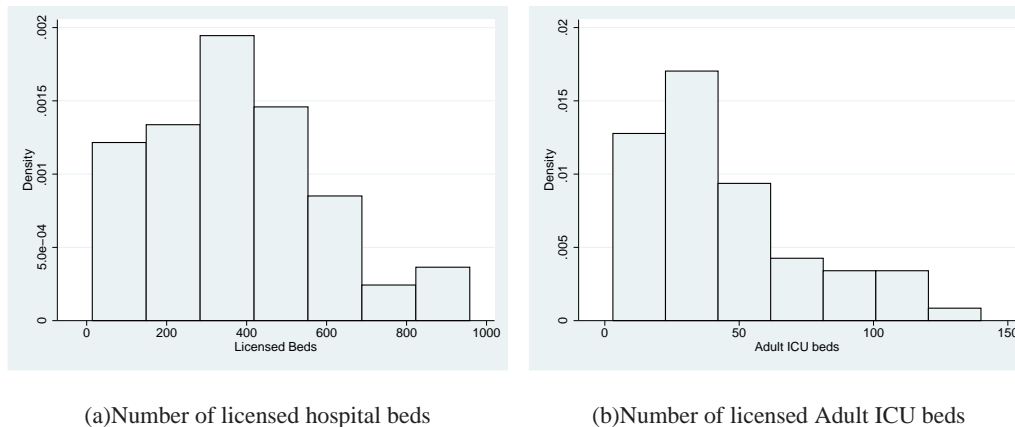 Density
0
5.0e-04
.001
.0015
.002
0
200
400
600
800
1000
Licensed Beds
(a)Number of licensed hospital beds
Density
0
.005
.01
.015
.02
0
50
100
150
Adult ICU beds
(b)Number of licensed Adult ICU beds